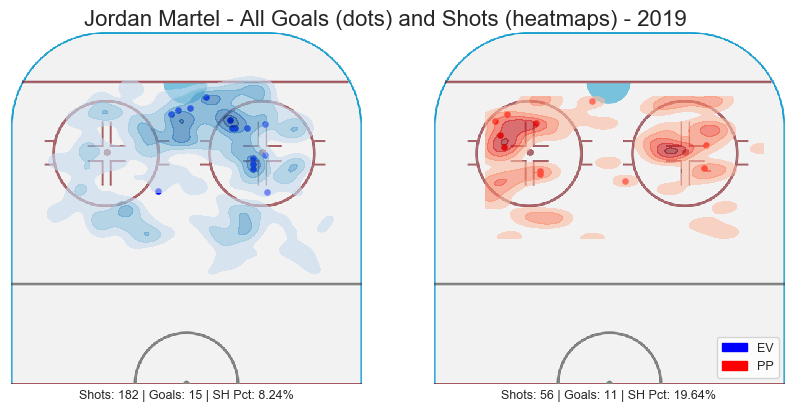 Jordan Martel - All Goals (dots) and Shots (heatmaps) - 2019
EV
PP
Shots: 182 | Goals: 15 | SH Pct: 8.24%
Shots: 56 | Goals: 11 | SH Pct: 19.64%